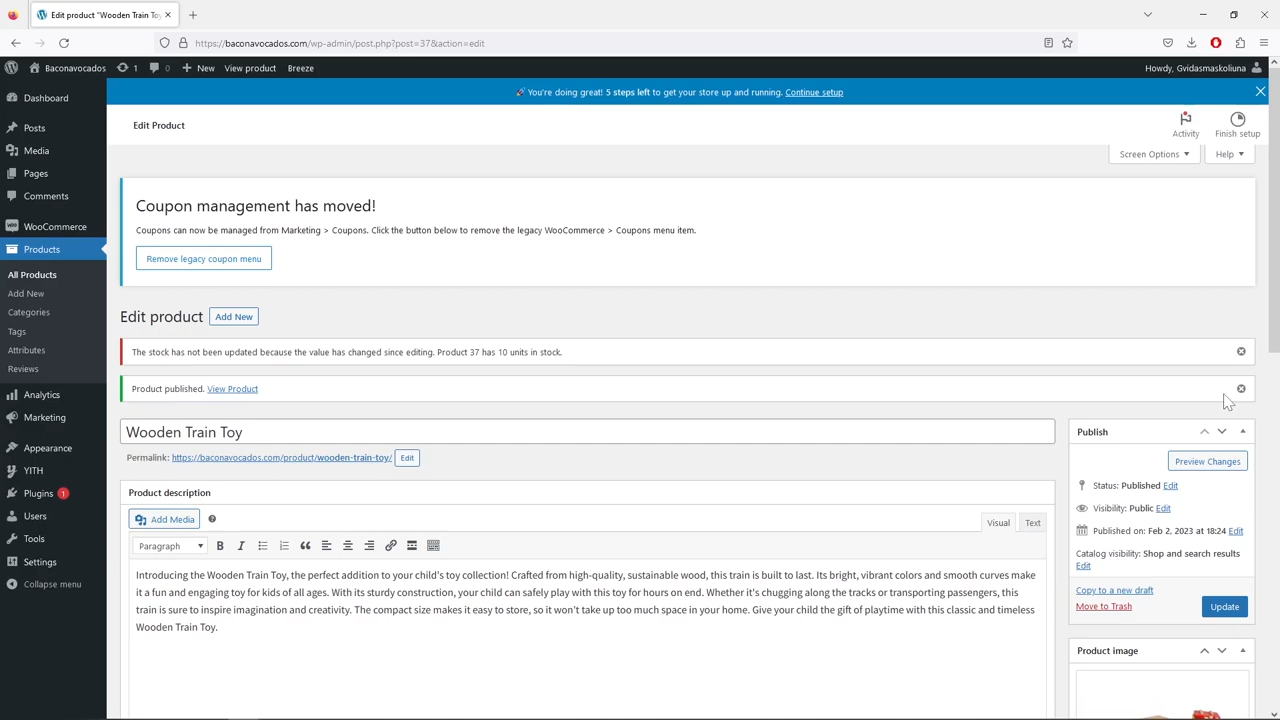 Edit product "Wooden Train Toy
https://baconavocados.com/wp-admin/post.php?post=37&action=edit
Baconavocados 1 0 New View product Breeze Howdy, Gvidasmaskoliuna
Dashboard
Posts
Media
Pages
Comments
WooCommerce
Products
All Products
Add New
Categories
Tags
Attributes
Reviews
Analytics
Marketing
Appearance
YITH
Plugins 1
Users
Tools
Settings
Collapse menu
🚀 You're doing great! 5 steps left to get your store up and running. Continue setup
Edit Product
Activity
Finish setup
Screen Options
Help
Coupon management has moved!
Coupons can now be managed from Marketing > Coupons. Click the button below to remove the legacy WooCommerce > Coupons menu item.
Remove legacy coupon menu
Edit product Add New
The stock has not been updated because the value has changed since editing. Product 37 has 10 units in stock.
Product published. View Product
Wooden Train Toy
Permalink: https://baconavocados.com/product/wooden-train-toy/ Edit
Product description
Add Media
Visual Text
Paragraph
Introducing the Wooden Train Toy, the perfect addition to your child's toy collection! Crafted from high-quality, sustainable wood, this train is built to last. Its bright, vibrant colors and smooth curves make
it a fun and engaging toy for kids of all ages. With its sturdy construction, your child can safely play with this toy for hours on end. Whether it's chugging along the tracks or transporting passengers, this
train is sure to inspire imagination and creativity. The compact size makes it easy to store, so it won't take up too much space in your home. Give your child the gift of playtime with this classic and timeless
Wooden Train Toy.
Publish
Preview Changes
Status: Published Edit
Visibility: Public Edit
Published on: Feb 2, 2023 at 18:24 Edit
Catalog visibility: Shop and search results
Edit
Copy to a new draft
Move to Trash
Update
Product image